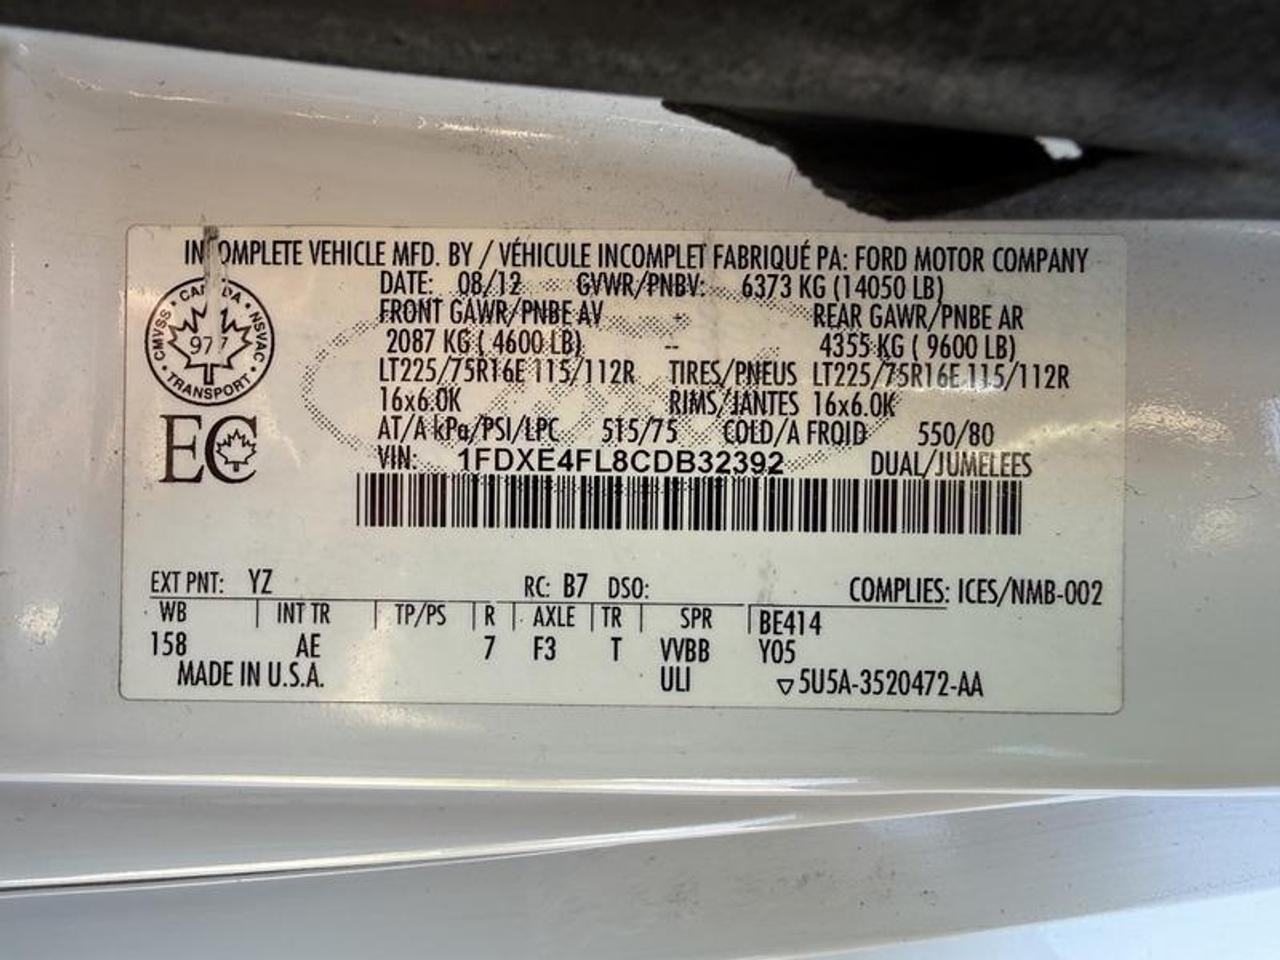 INCOMPLETE VEHICLE MFD. BY / VÉHICULE INCOMPLET FABRIQUÉ PA: FORD MOTOR COMPANY
DATE: 08/12 GVWR/PNBV: 6373 KG (14050 LB)
FRONT GAWR/PNBE AV REAR GAWR/PNBE AR
2087 KG ( 4600 LB) -- 4355 KG ( 9600 LB)
LT225/75R16E 115/112R TIRES/PNEUS LT225/75R16E 115/112R
16x6.0K RIMS/JANTES 16x6.0K
AT/A kPa/PSI/LPC 515/75 COLD/A FROID 550/80
VIN: 1FDXE4FL8CDB32392 DUAL/JUMELEES
CANADA
CMVSS NSVAC
977
TRANSPORT
EC
EXT PNT: YZ RC: B7 DSO: COMPLIES: ICES/NMB-002
WB INT TR TP/PS R AXLE TR SPR BE414
158 AE 7 F3 T VVBB Y05
MADE IN U.S.A. ULI ▽5U5A-3520472-AA